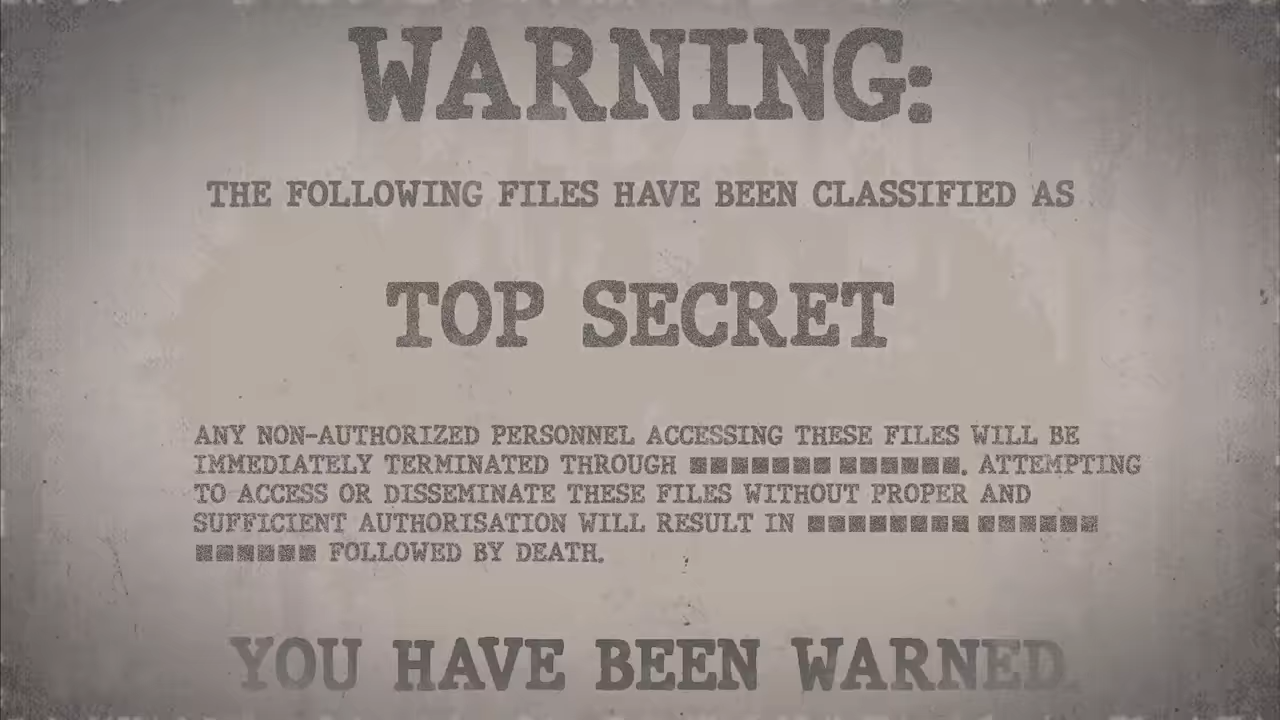 WARNING:
THE FOLLOWING FILES HAVE BEEN CLASSIFIED AS
TOP SECRET
ANY NON-AUTHORIZED PERSONNEL ACCESSING THESE FILES WILL BE
IMMEDIATELY TERMINATED THROUGH ■■■■■■■ ■■■■■■. ATTEMPTING
TO ACCESS OR DISSEMINATE THESE FILES WITHOUT PROPER AND
SUFFICIENT AUTHORISATION WILL RESULT IN ■■■■■■■■ ■■■■■■
■■■■■■ FOLLOWED BY DEATH.
YOU HAVE BEEN WARNED.